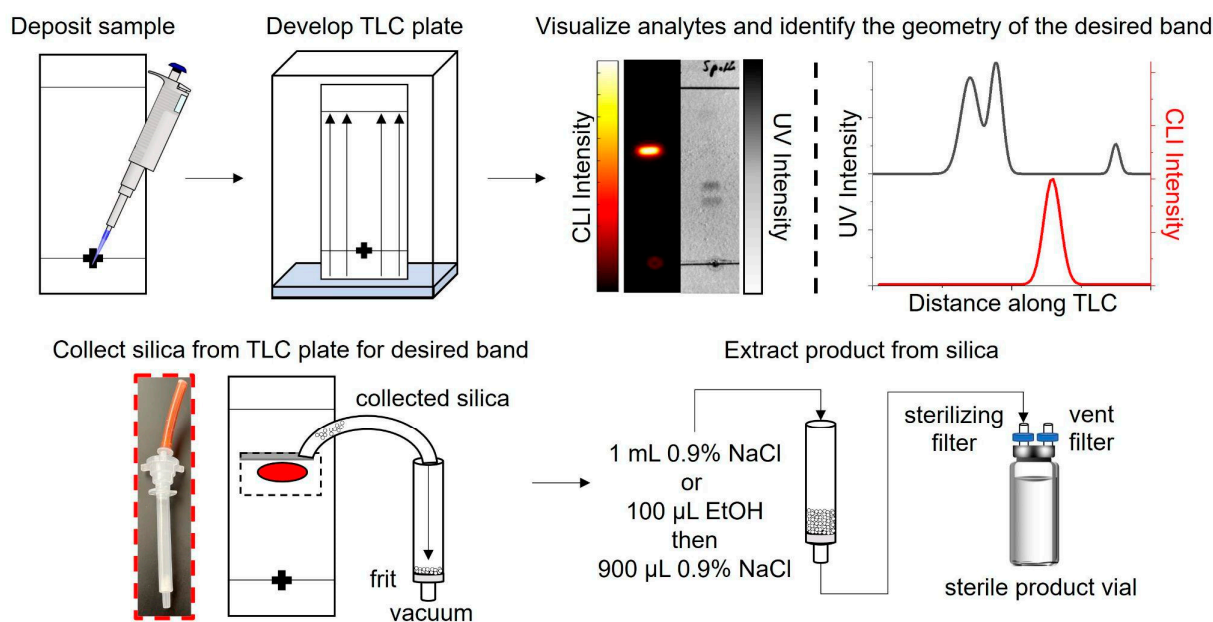 Deposit sample
Develop TLC plate
Visualize analytes and identify the geometry of the desired band
CLI Intensity
UV Intensity
UV Intensity
CLI Intensity
Distance along TLC
Collect silica from TLC plate for desired band
collected silica
frit
vacuum
Extract product from silica
1 mL 0.9% NaCl
or
100 µL EtOH
then
900 µL 0.9% NaCl
sterilizing
filter
vent
filter
sterile product vial